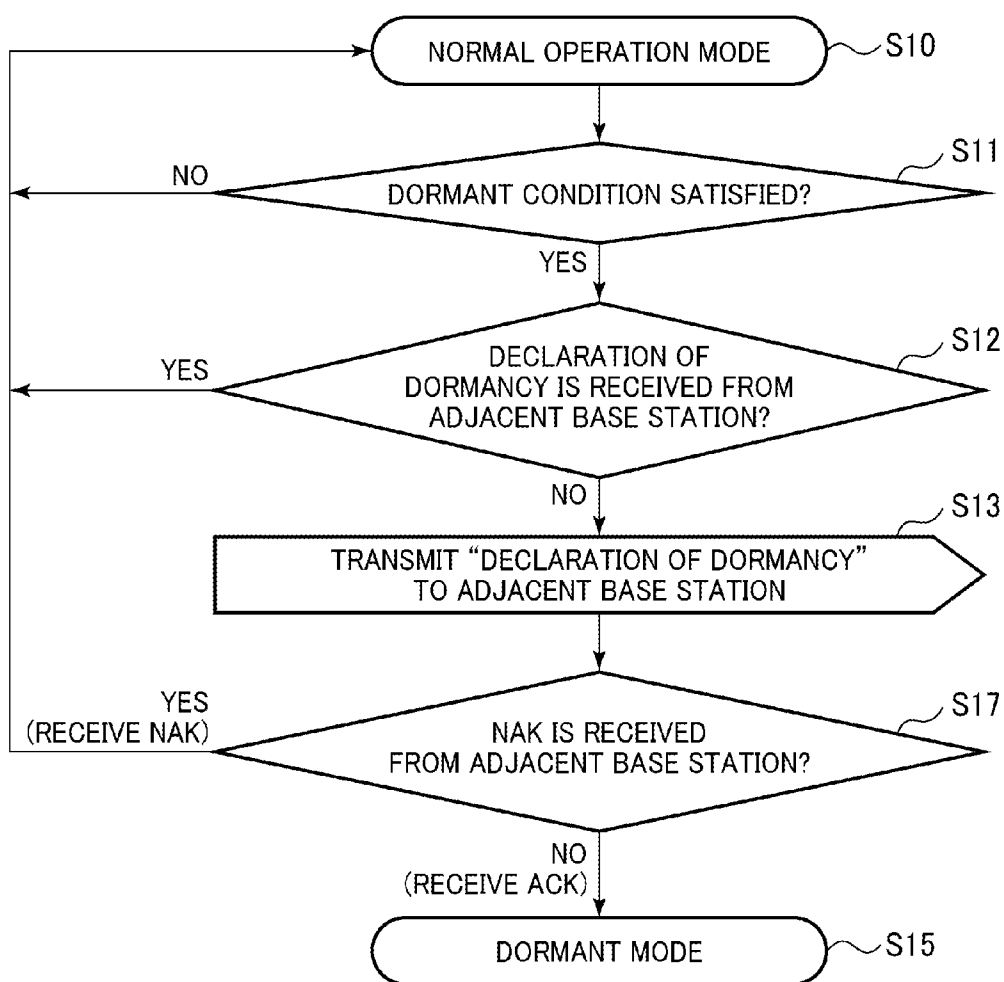 NORMAL OPERATION MODE
S10
S11
NO
DORMANT CONDITION SATISFIED?
YES
S12
YES
DECLARATION OF
DORMANCY IS RECEIVED FROM
ADJACENT BASE STATION?
NO
S13
TRANSMIT “DECLARATION OF DORMANCY”
TO ADJACENT BASE STATION
YES
(RECEIVE NAK)
S17
NAK IS RECEIVED
FROM ADJACENT BASE STATION?
NO
(RECEIVE ACK)
DORMANT MODE
S15